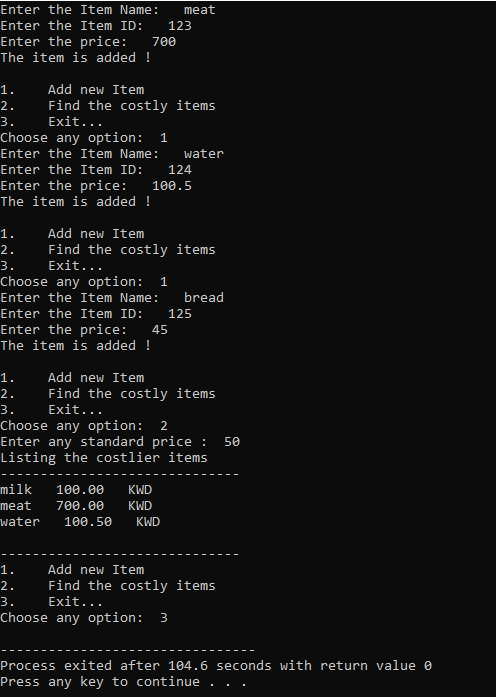 Enter the Item Name:   meat
Enter the Item ID:   123
Enter the price:   700
The item is added !

1.    Add new Item
2.    Find the costly items
3.    Exit...
Choose any option:  1
Enter the Item Name:   water
Enter the Item ID:   124
Enter the price:   100.5
The item is added !

1.    Add new Item
2.    Find the costly items
3.    Exit...
Choose any option:  1
Enter the Item Name:   bread
Enter the Item ID:   125
Enter the price:   45
The item is added !

1.    Add new Item
2.    Find the costly items
3.    Exit...
Choose any option:  2
Enter any standard price :  50
Listing the costlier items
------------------------------
milk   100.00   KWD
meat   700.00   KWD
water   100.50   KWD

------------------------------
1.    Add new Item
2.    Find the costly items
3.    Exit...
Choose any option:  3

--------------------------------
Process exited after 104.6 seconds with return value 0
Press any key to continue . . .